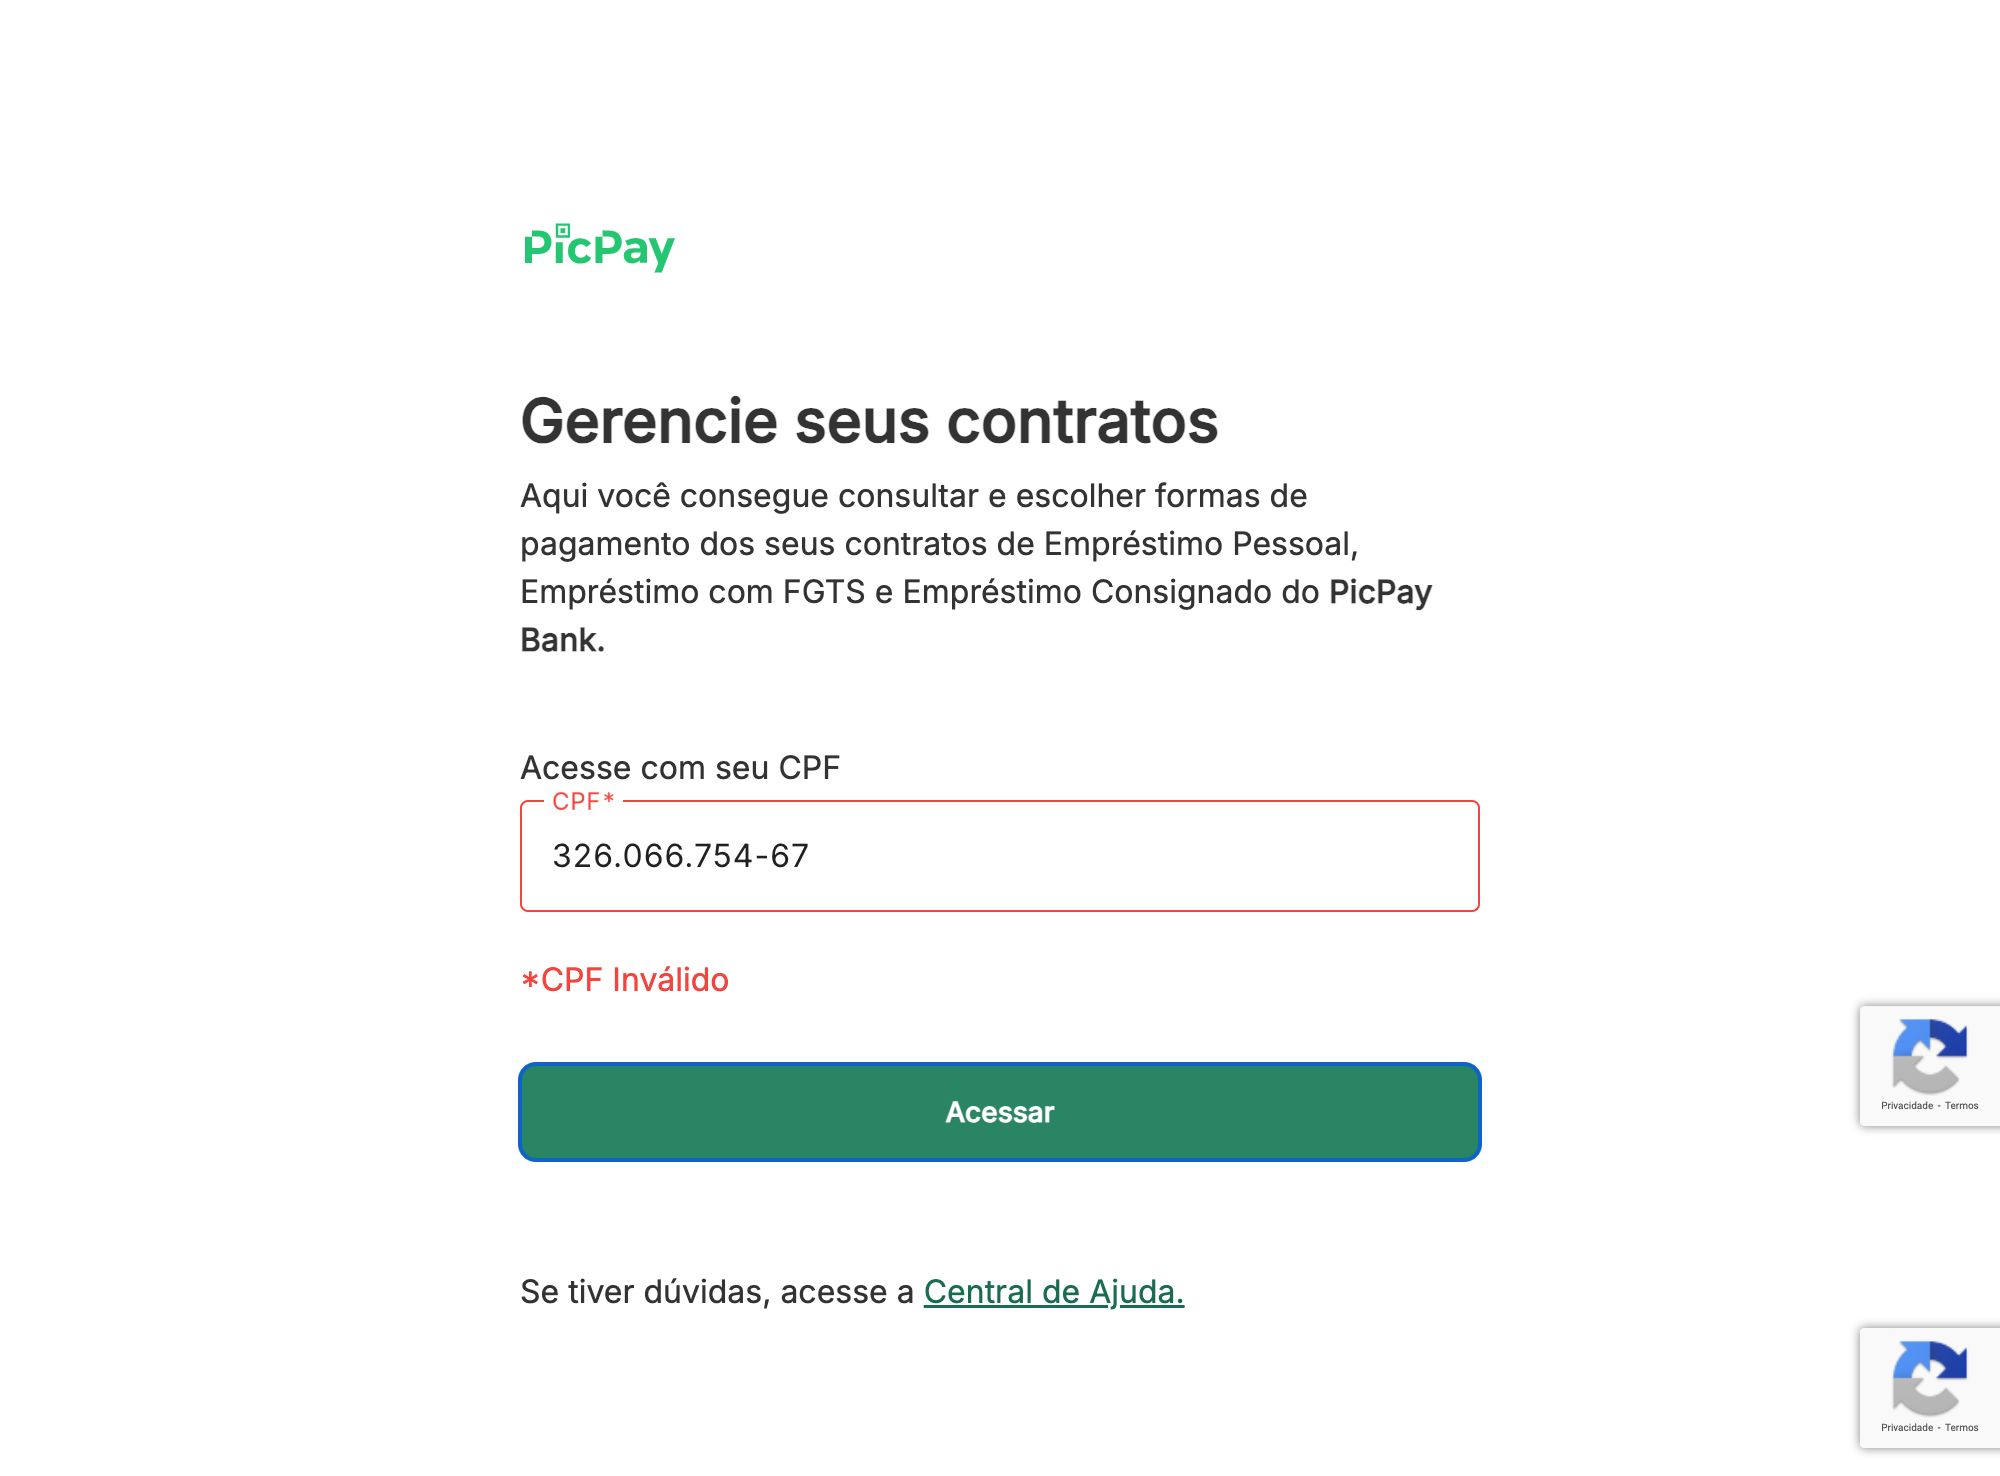 PicPay
Gerencie seus contratos
Aqui você consegue consultar e escolher formas de
pagamento dos seus contratos de Empréstimo Pessoal,
Empréstimo com FGTS e Empréstimo Consignado do PicPay
Bank.
Acesse com seu CPF
CPF*
326.066.754-67
*CPF Inválido
Acessar
Privacidade - Termos
Se tiver dúvidas, acesse a Central de Ajuda.
Privacidade - Termos